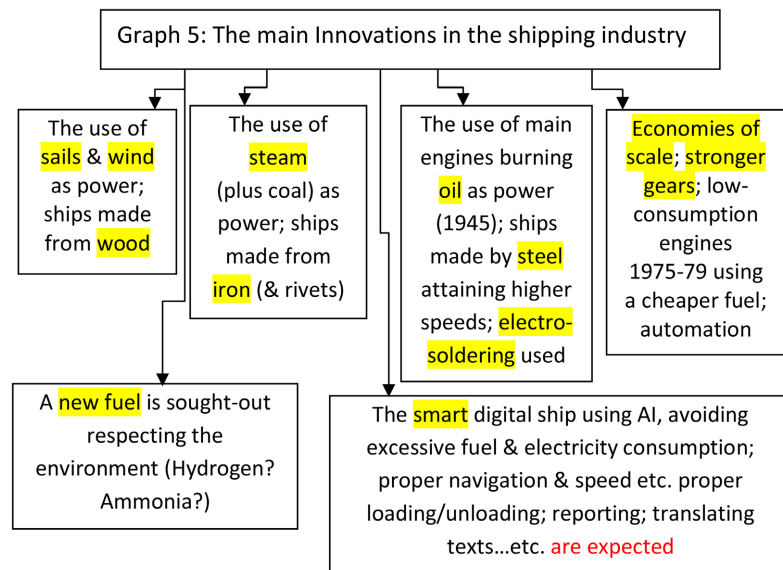 Graph 5: The main Innovations in the shipping industry
The use of
sails & wind
as power;
ships made
from wood
The use of
steam
(plus coal) as
power; ships
made from
iron (& rivets)
The use of main
engines burning
oil as power
(1945); ships
made by steel
attaining higher
speeds; electro-
soldering used
Economies of
scale; stronger
gears; low-
consumption
engines
1975-79 using
a cheaper fuel;
automation
A new fuel is sought-out
respecting the
environment (Hydrogen?
Ammonia?)
The smart digital ship using AI, avoiding
excessive fuel & electricity consumption;
proper navigation & speed etc. proper
loading/unloading; reporting; translating
texts…etc. are expected